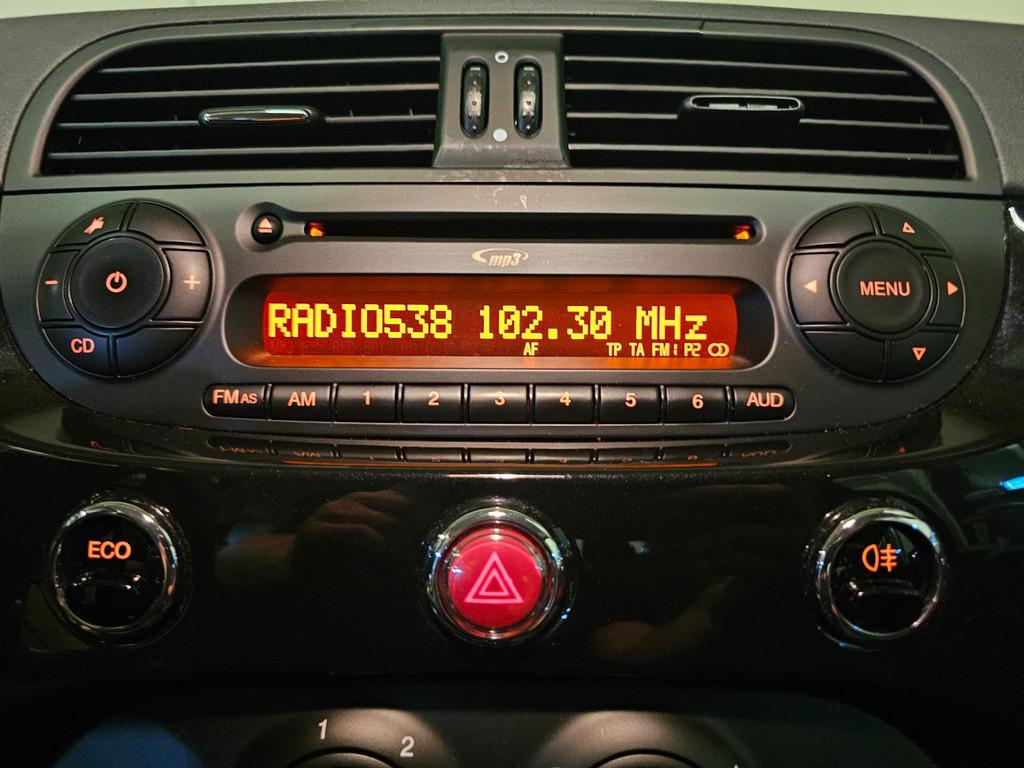 mp3
RADIO538 102.30 MHz
AF TP TA FM1 P2
- +
CD
MENU
FM AS AM 1 2 3 4 5 6 AUD
ECO
1 2